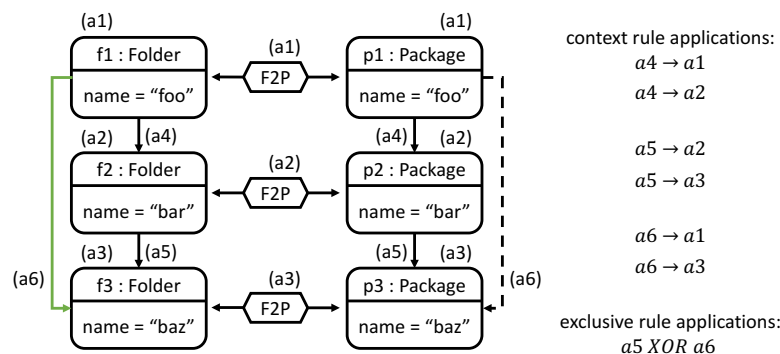 (a1)
(a1)
f1 : Folder
(a1)
p1 : Package
context rule applications:
F2P
a4 → a1
name = “foo”
name = “foo”
a4 → a2
(a2)
(a4)
(a4)
(a2)
f2 : Folder
(a2)
p2 : Package
a5 → a2
F2P
a5 → a3
name = “bar”
name = “bar”
(a3)
(a5)
(a5)
(a3)
a6 → a1
(a6)
f3 : Folder
(a3)
p3 : Package
(a6)
a6 → a3
F2P
name = “baz”
name = “baz”
exclusive rule applications:
a5 XOR a6